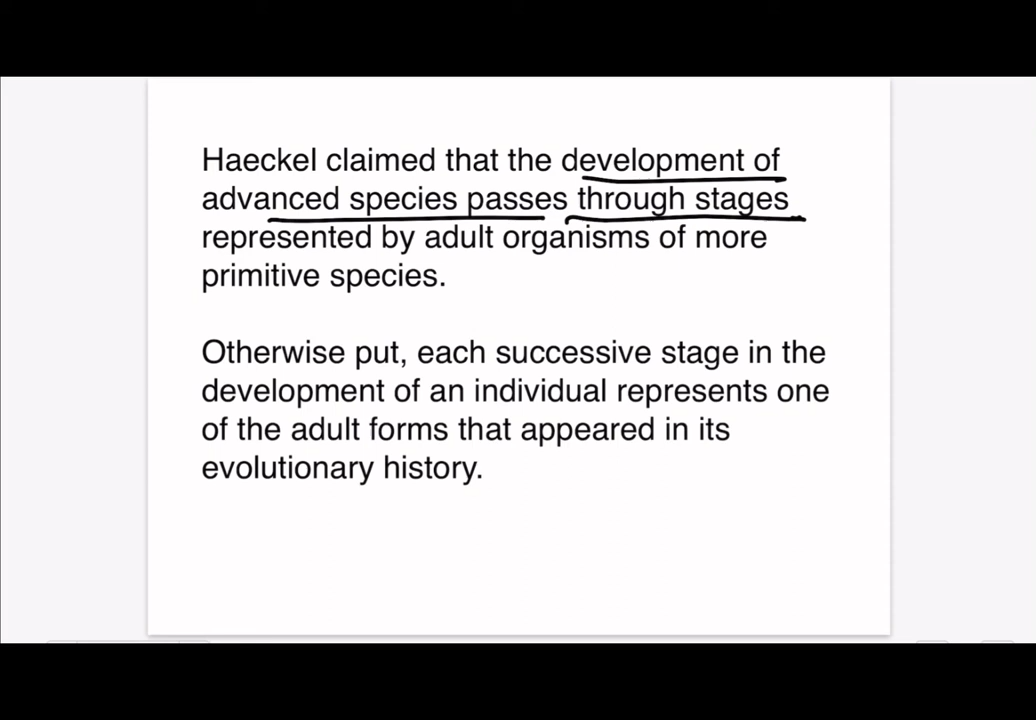 Haeckel claimed that the development of
advanced species passes through stages
represented by adult organisms of more
primitive species.
Otherwise put, each successive stage in the
development of an individual represents one
of the adult forms that appeared in its
evolutionary history.